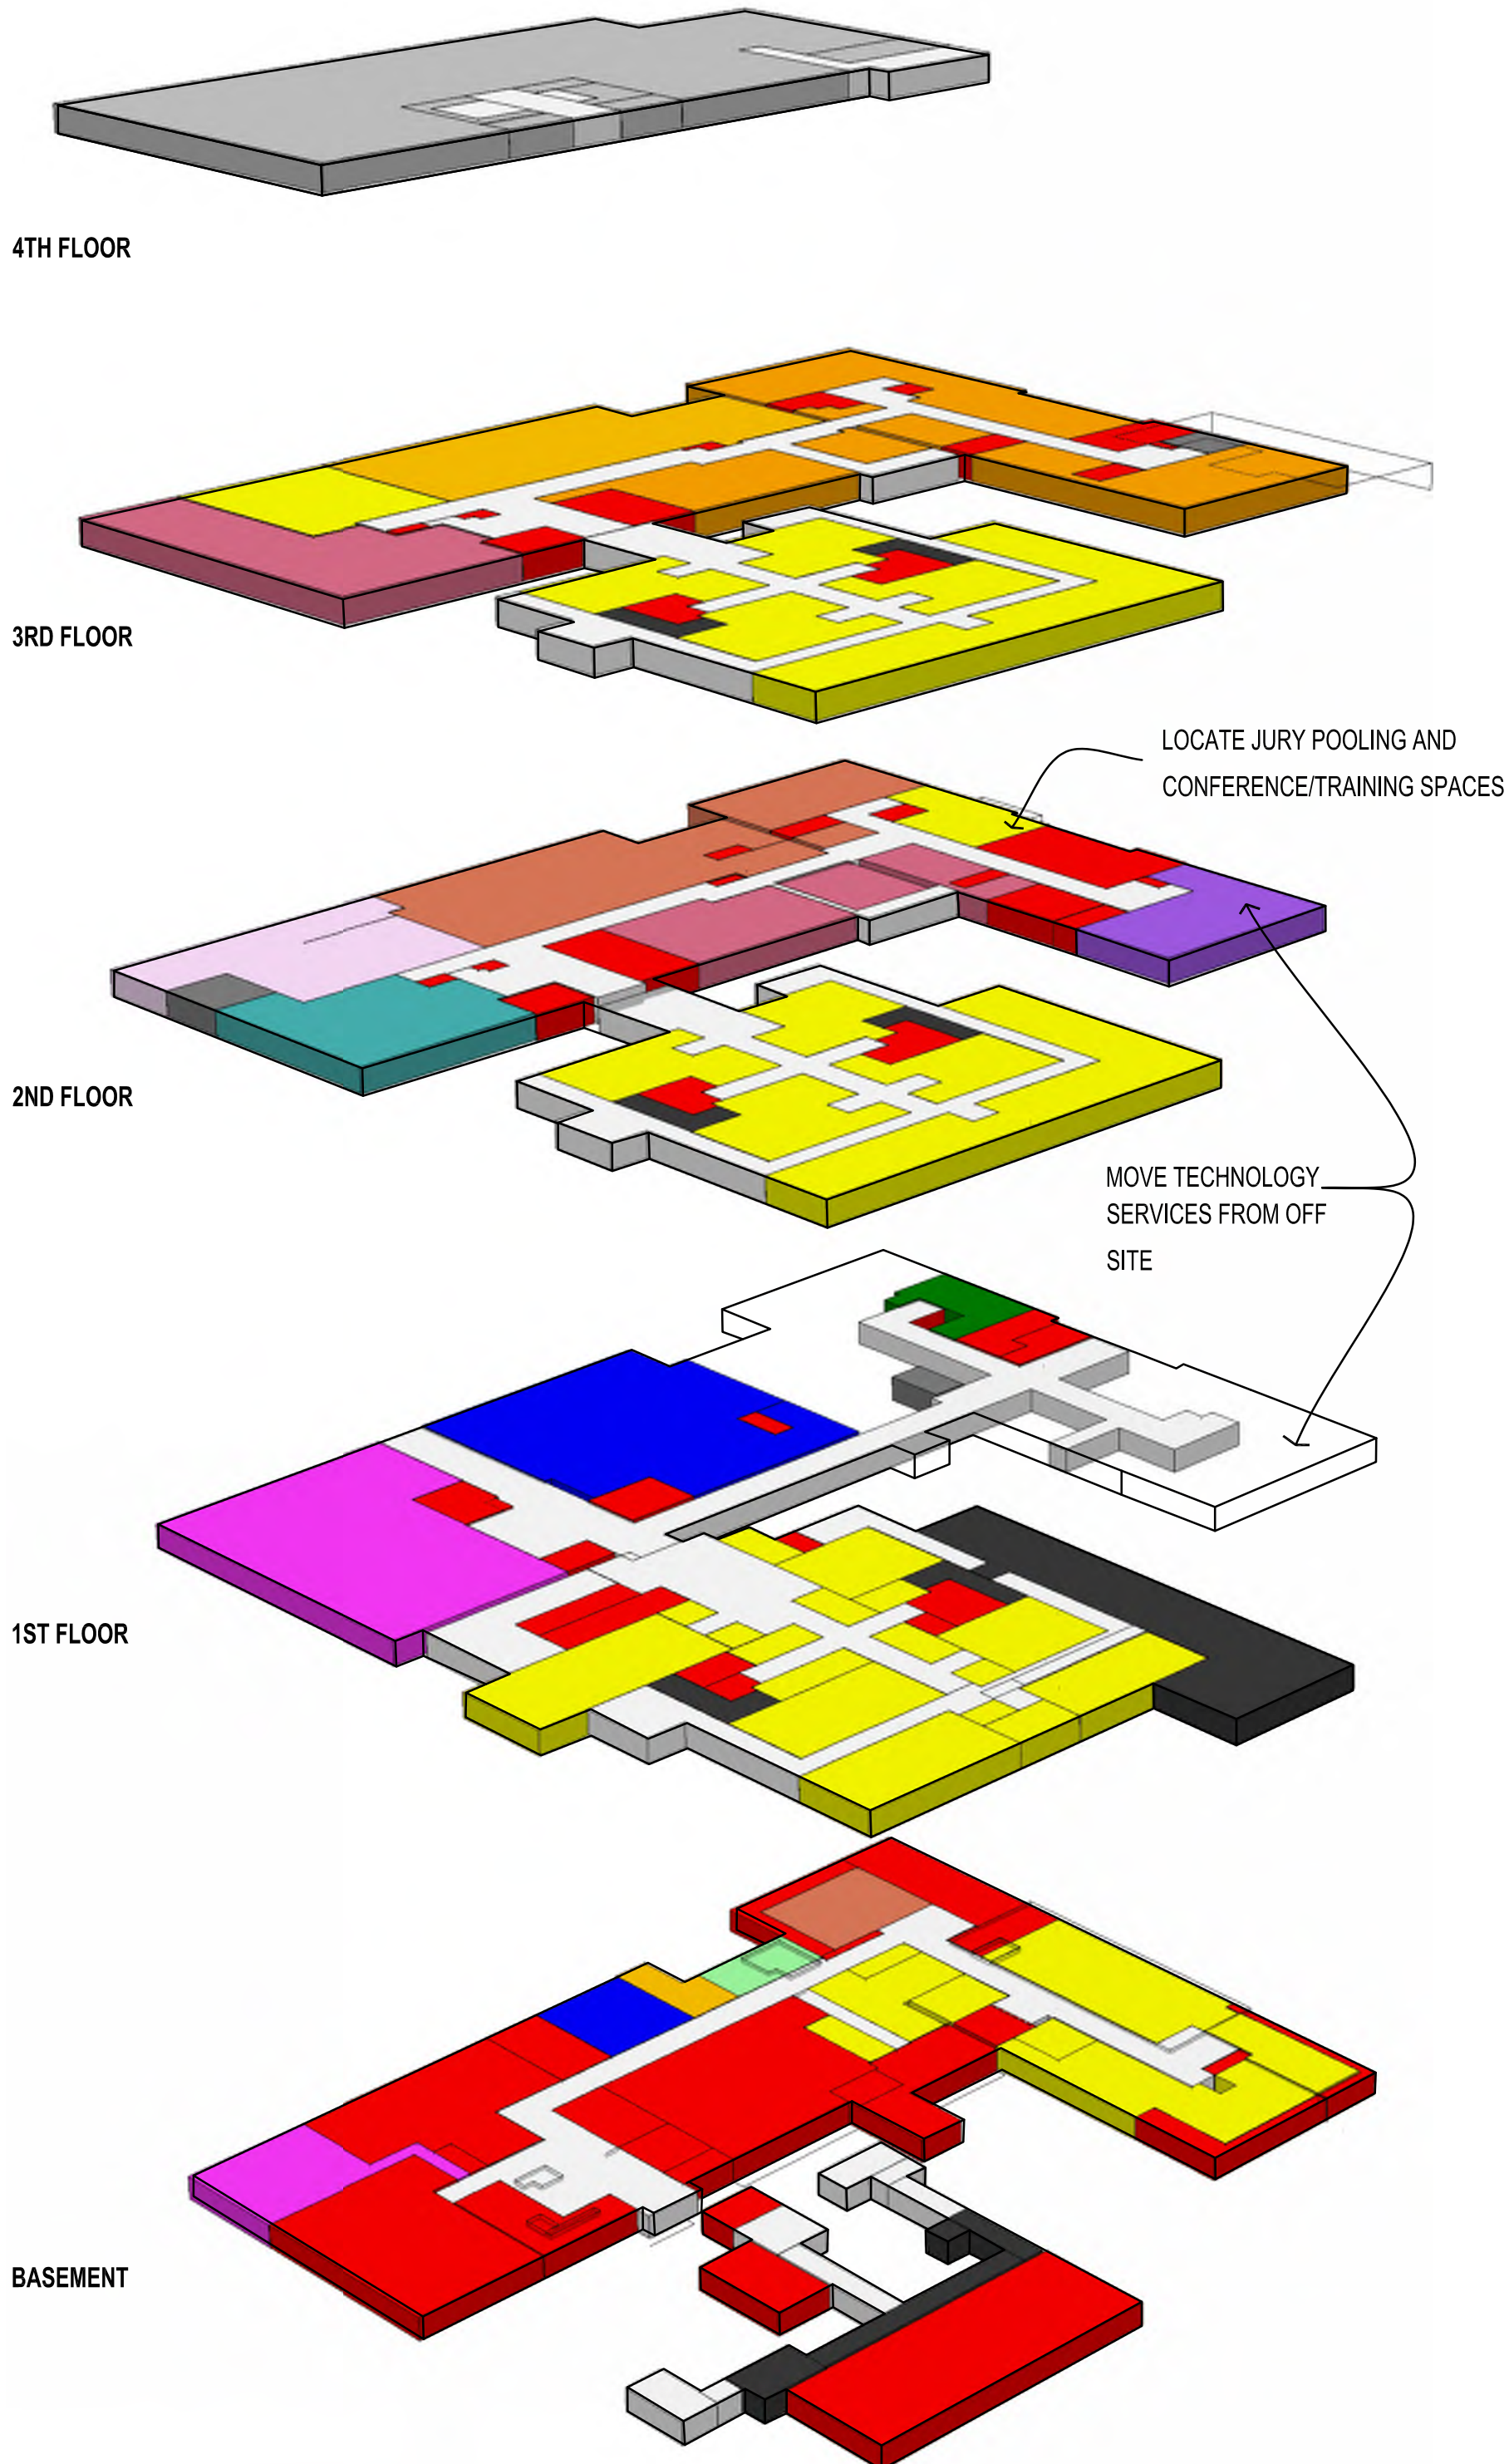 4TH FLOOR
3RD FLOOR
LOCATE JURY POOLING AND
CONFERENCE/TRAINING SPACES
2ND FLOOR
MOVE TECHNOLOGY
SERVICES FROM OFF
SITE
1ST FLOOR
BASEMENT